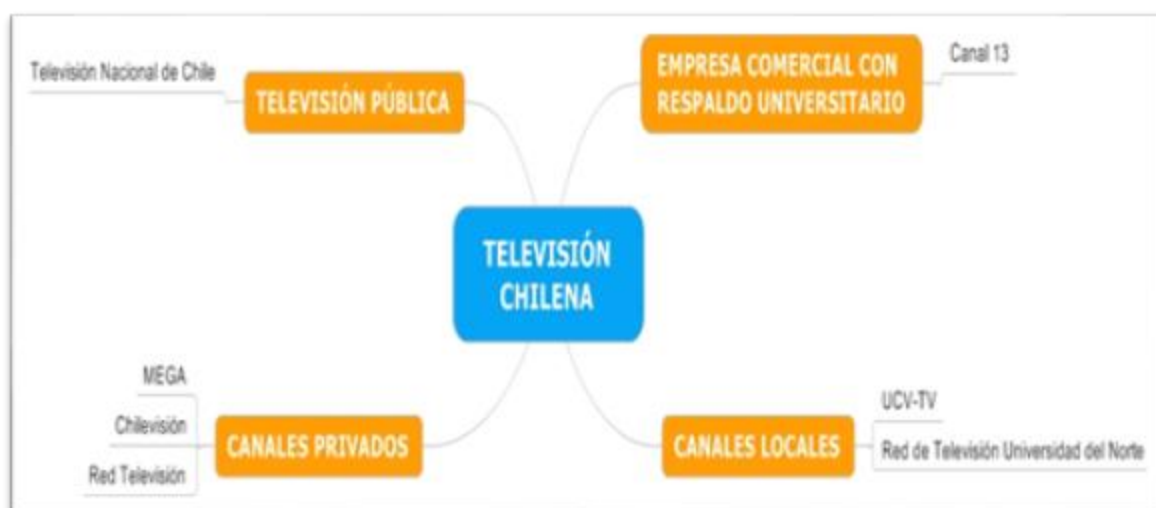 Televisión Nacional de Chile
TELEVISIÓN PÚBLICA
EMPRESA COMERCIAL CON
RESPALDO UNIVERSITARIO
Canal 13
TELEVISIÓN
CHILENA
MEGA
Chilevisión
Red Televisión
CANALES PRIVADOS
CANALES LOCALES
UCV-TV
Red de Televisión Universidad del Norte